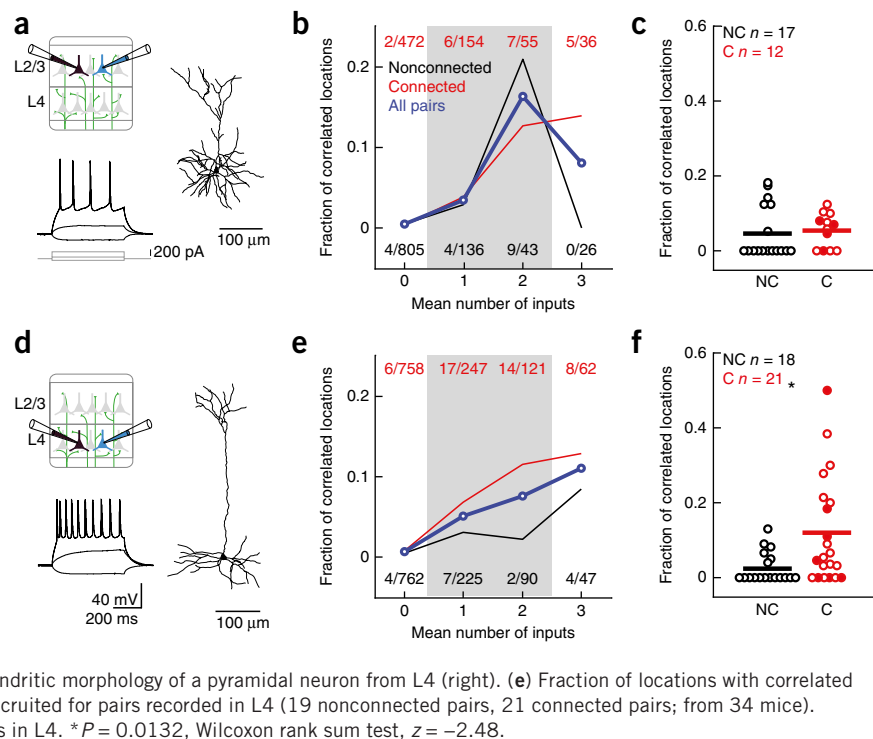 a
L2/3
L4
200 pA
100 μm
b
Fraction of correlated locations
0.2
0.1
0
2/472 6/154 7/55 5/36
Nonconnected
Connected
All pairs
4/805 4/136 9/43 0/26
0 1 2 3
Mean number of inputs
c
Fraction of correlated locations
0.6
0.4
0.2
0
NC n = 17
C n = 12
NC C
d
L2/3
L4
40 mV
200 ms
100 μm
e
Fraction of correlated locations
0.2
0.1
0
6/758 17/247 14/121 8/62
4/762 7/225 2/90 4/47
0 1 2 3
Mean number of inputs
f
Fraction of correlated locations
0.6
0.4
0.2
0
NC n = 18
C n = 21
*
NC C
ndritic morphology of a pyramidal neuron from L4 (right). (e) Fraction of locations with correlated
cruited for pairs recorded in L4 (19 nonconnected pairs, 21 connected pairs; from 34 mice).
s in L4. *P = 0.0132, Wilcoxon rank sum test, z = –2.48.